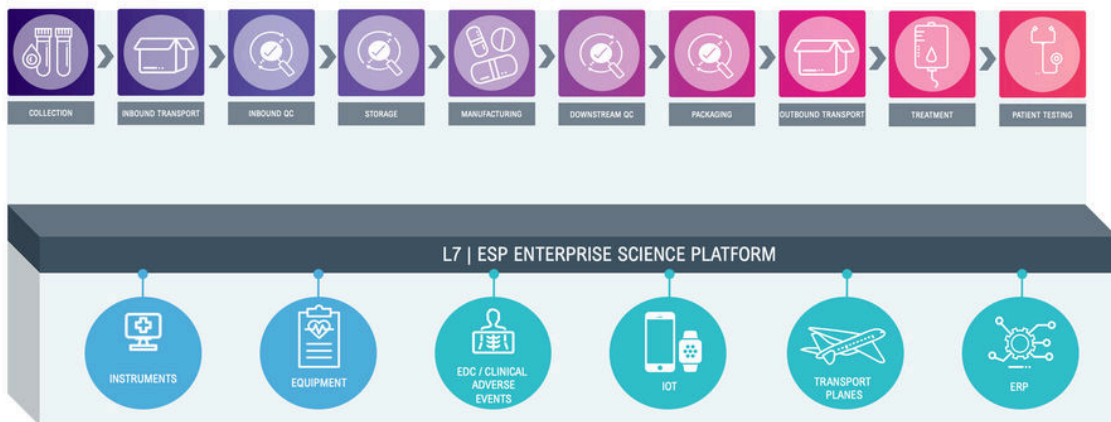 COLLECTION
INBOUND TRANSPORT
INBOUND QC
STORAGE
MANUFACTURING
DOWNSTREAM QC
PACKAGING
OUTBOUND TRANSPORT
TREATMENT
PATIENT TESTING
L7 | ESP ENTERPRISE SCIENCE PLATFORM
INSTRUMENTS
EQUIPMENT
EDC / CLINICAL
ADVERSE
EVENTS
IOT
TRANSPORT
PLANES
ERP